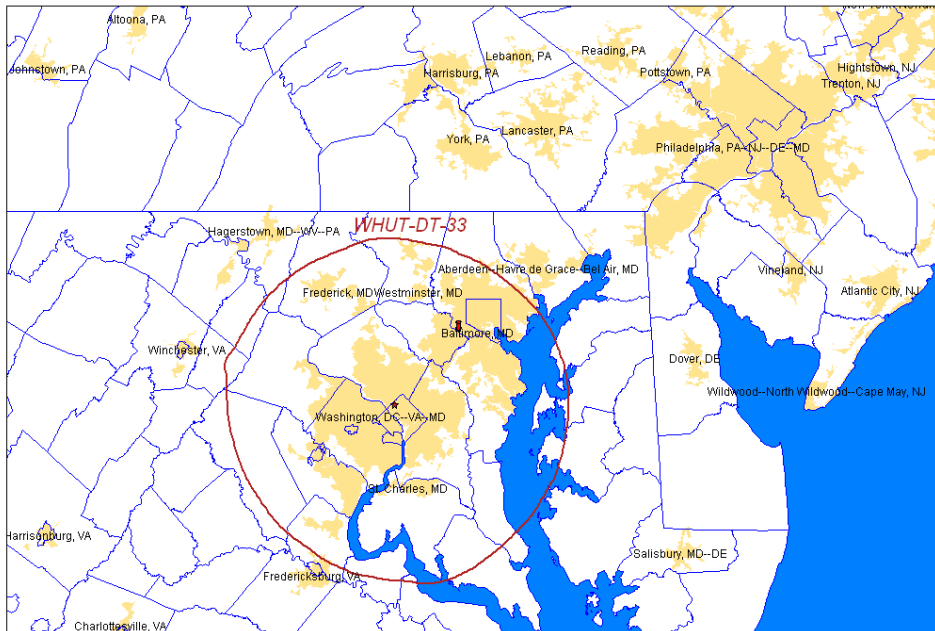 Altoona, PA
Johnstown, PA
Lebanon, PA
Reading, PA
Harrisburg, PA
Pottstown, PA
Hightstown, NJ
Trenton, NJ
York, PA
Lancaster, PA
Philadelphia, PA--NJ--DE--MD
WHUT-DT-33
Hagerstown, MD--WV--PA
Aberdeen--Havre de Grace--Bel Air, MD
Vineland, NJ
Frederick, MD
Westminster, MD
Atlantic City, NJ
Baltimore, MD
Winchester, VA
Dover, DE
Wildwood--North Wildwood--Cape May, NJ
Washington, DC--VA--MD
St. Charles, MD
Harrisonburg, VA
Salisbury, MD--DE
Fredericksburg, VA
Charlottesville, VA